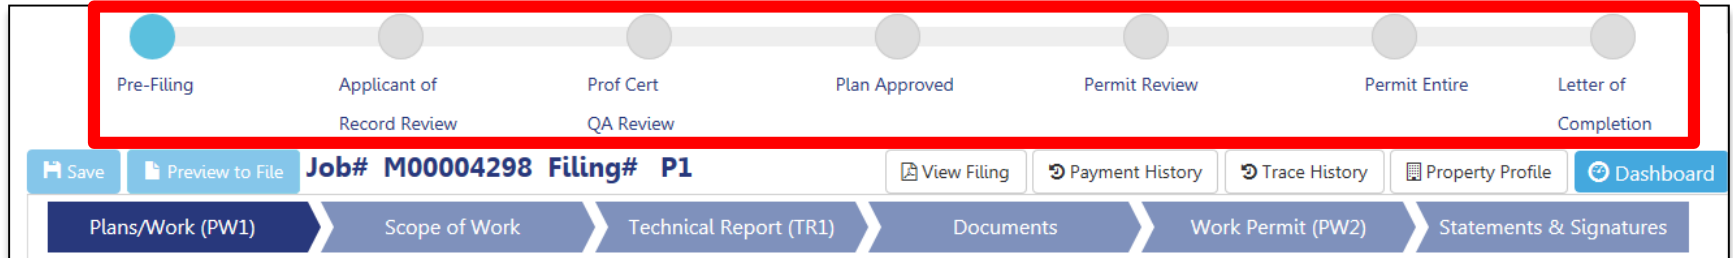 Pre-Filing Applicant of Prof Cert Plan Approved Permit Review Permit Entire Letter of
Record Review QA Review Completion
Save Preview to File Job# M00004298 Filing# P1 View Filing Payment History Trace History Property Profile Dashboard
Plans/Work (PW1) Scope of Work Technical Report (TR1) Documents Work Permit (PW2) Statements & Signatures